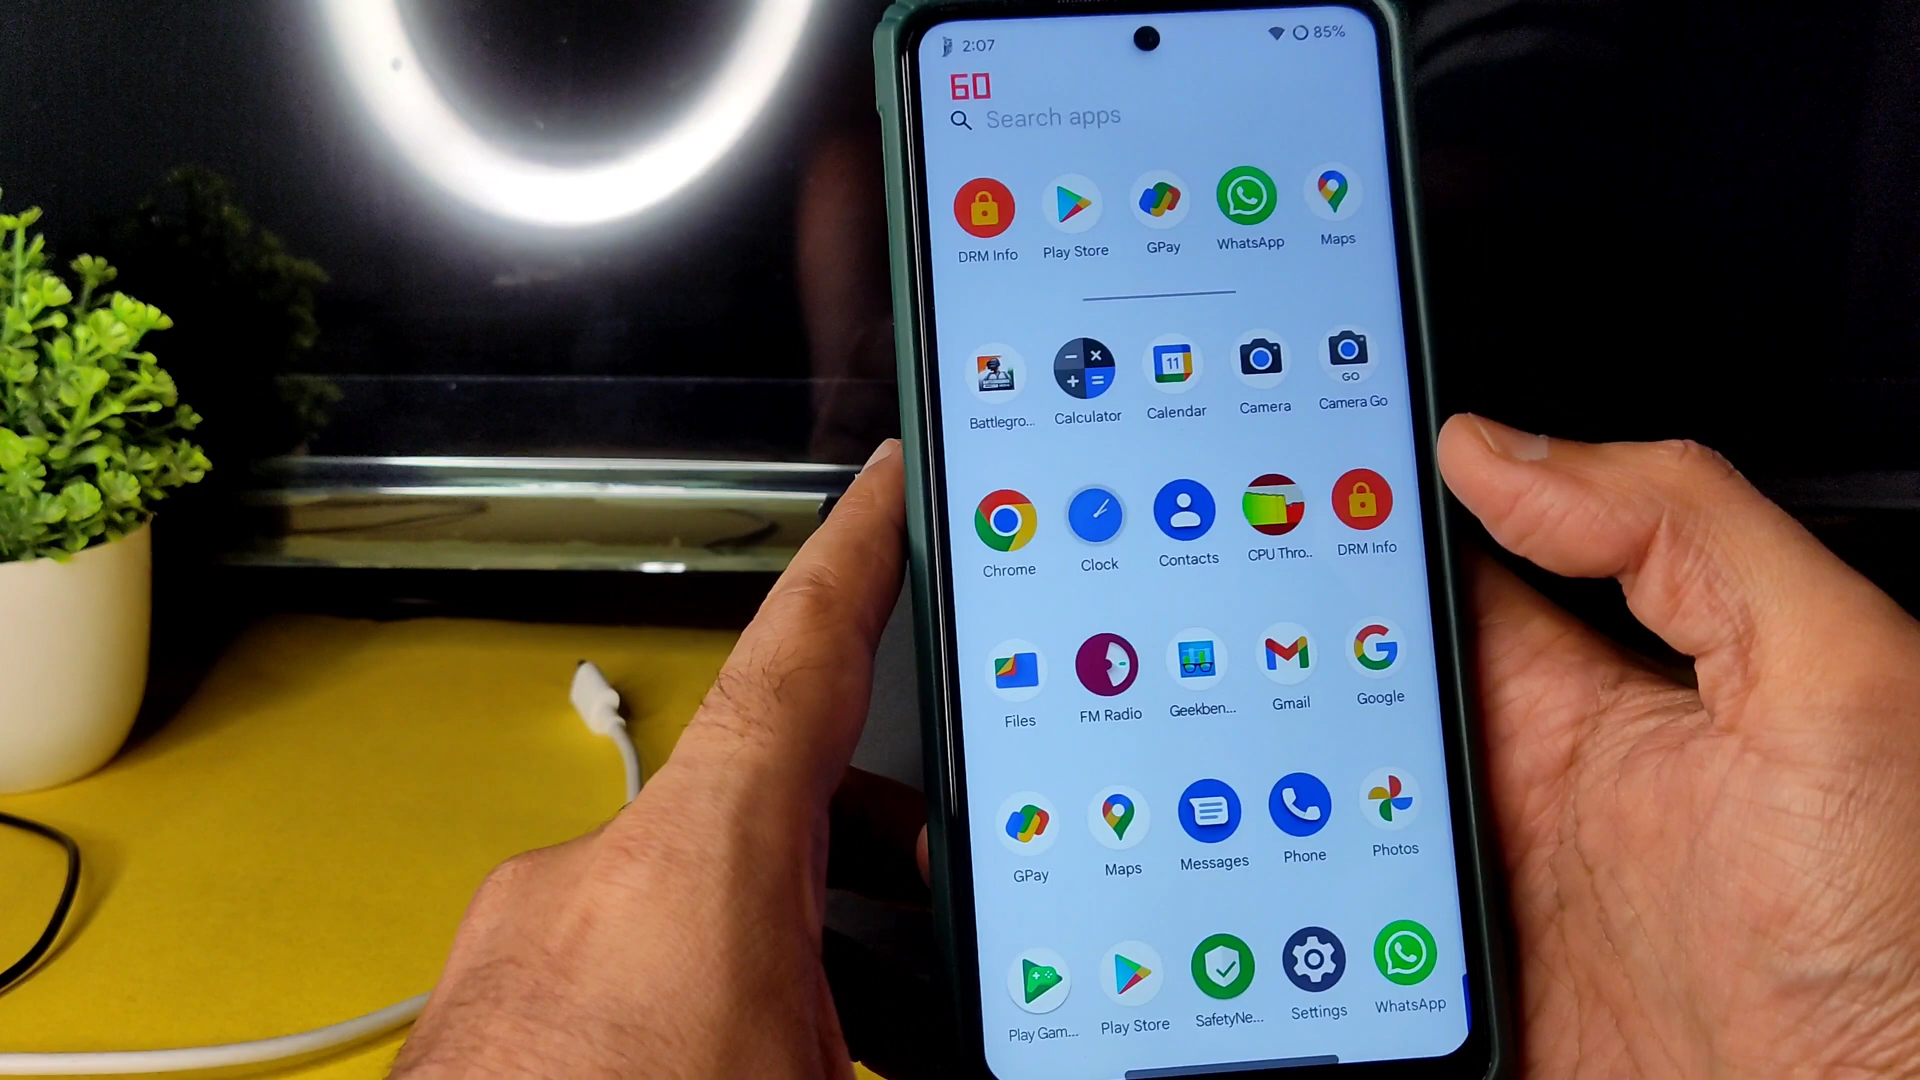 2:07 85%
60
Search apps
DRM Info Play Store GPay WhatsApp Maps
11
GO
Battlegro... Calculator Calendar Camera Camera Go
Chrome Clock Contacts CPU Thro.. DRM Info
Files FM Radio Geekben... Gmail Google
GPay Maps Messages Phone Photos
Play Gam... Play Store SafetyNe... Settings WhatsApp